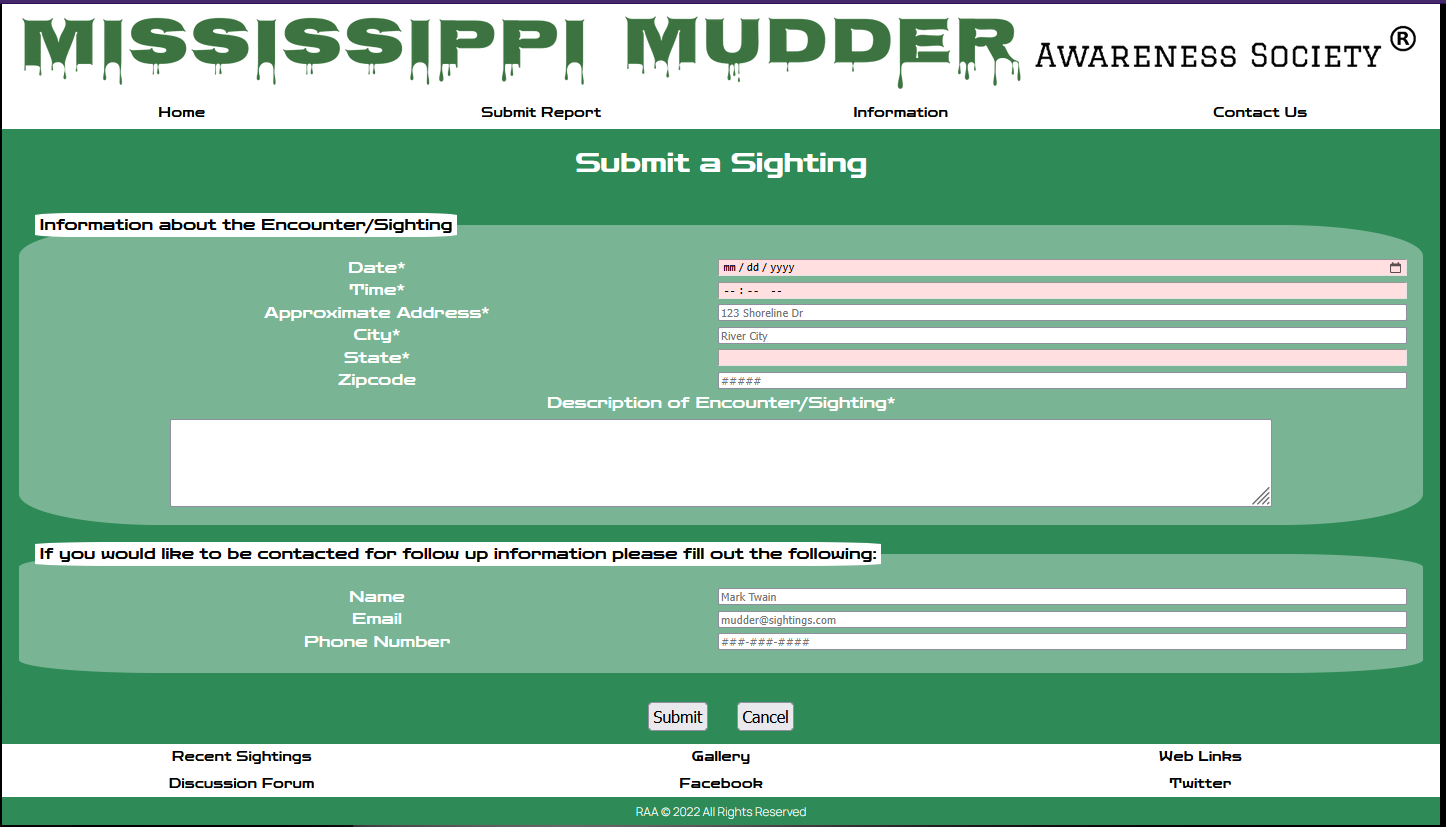 MISSISSIPPI MUDDER AWARENESS SOCIETY ®
Home Submit Report Information Contact Us
Submit a Sighting
Information about the Encounter/Sighting
Date* mm / dd / yyyy
Time* -- : -- --
Approximate Address* 123 Shoreline Dr
City* River City
State*
Zipcode #####
Description of Encounter/Sighting*
If you would like to be contacted for follow up information please fill out the following:
Name Mark Twain
Email mudder@sightings.com
Phone Number ###-###-####
Submit Cancel
Recent Sightings Gallery Web Links
Discussion Forum Facebook Twitter
RAA © 2022 All Rights Reserved